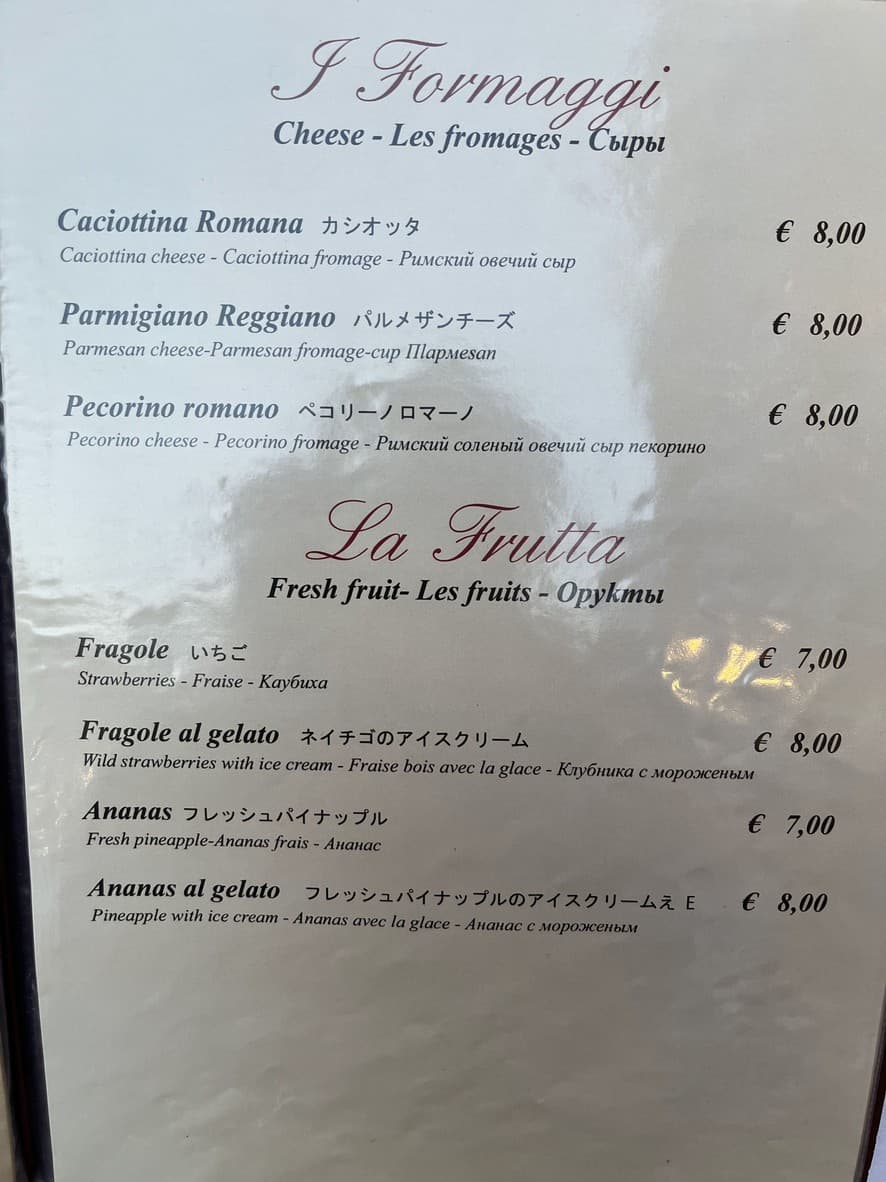 I Formaggi
Cheese - Les fromages - Сыры
Caciottina Romana カシオッタ € 8,00
Caciottina cheese - Caciottina fromage - Римский овечий сыр
Parmigiano Reggiano パルメザンチーズ € 8,00
Parmesan cheese-Parmesan fromage-сыр Пlармеsan
Pecorino romano ペコリーノロマーノ € 8,00
Pecorino cheese - Pecorino fromage - Римский соленый овечий сыр пекорино
La Frutta
Fresh fruit- Les fruits - Орукты
Fragole いちご € 7,00
Strawberries - Fraise - Каубиха
Fragole al gelato ネイチゴのアイスクリーム € 8,00
Wild strawberries with ice cream - Fraise bois avec la glace - Клубника с мороженым
Ananas フレッシュパイナップル € 7,00
Fresh pineapple-Ananas frais - Ананас
Ananas al gelato フレッシュパイナップルのアイスクリームえ E € 8,00
Pineapple with ice cream - Ananas avec la glace - Ананас с мороженым